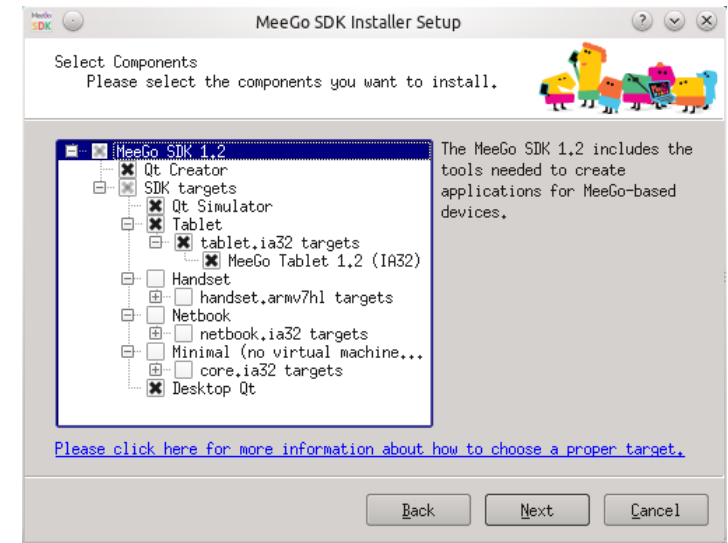 MeeGo
SDK
MeeGo SDK Installer Setup
Select Components
Please select the components you want to install.
MeeGo SDK 1.2
Qt Creator
SDK targets
Qt Simulator
Tablet
tablet.ia32 targets
MeeGo Tablet 1.2 (IA32)
Handset
handset.armv7hl targets
Netbook
netbook.ia32 targets
Minimal (no virtual machine...
core.ia32 targets
Desktop Qt
The MeeGo SDK 1.2 includes the
tools needed to create
applications for MeeGo-based
devices.
Please click here for more information about how to choose a proper target.
Back
Next
Cancel